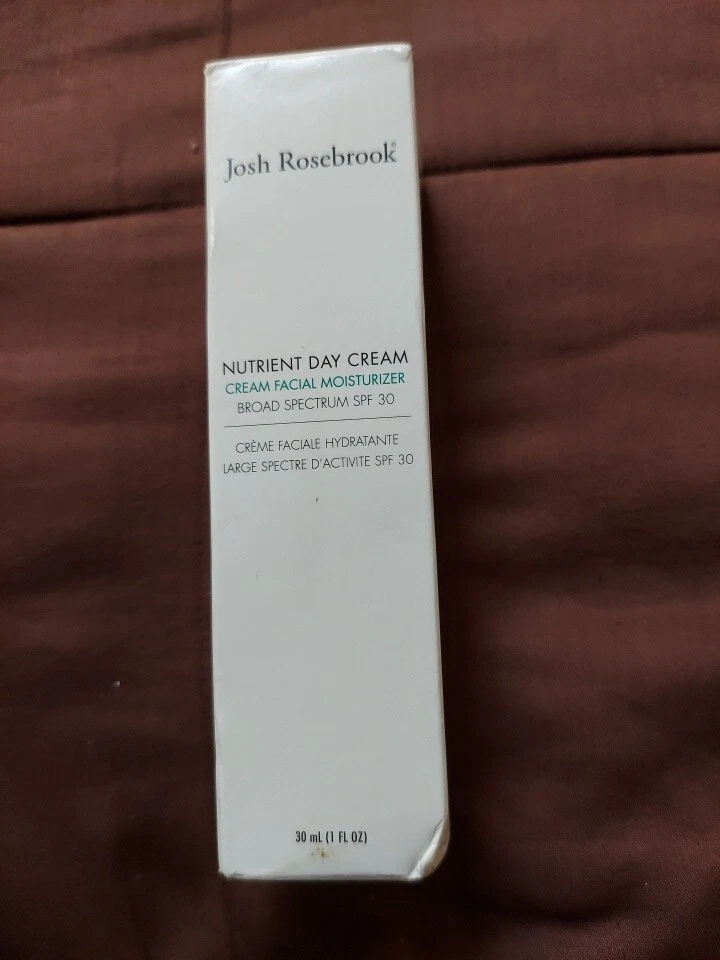 Josh Rosebrook®
NUTRIENT DAY CREAM
CREAM FACIAL MOISTURIZER
BROAD SPECTRUM SPF 30
CRÈME FACIALE HYDRATANTE
LARGE SPECTRE D'ACTIVITE SPF 30
30 mL (1 FL OZ)